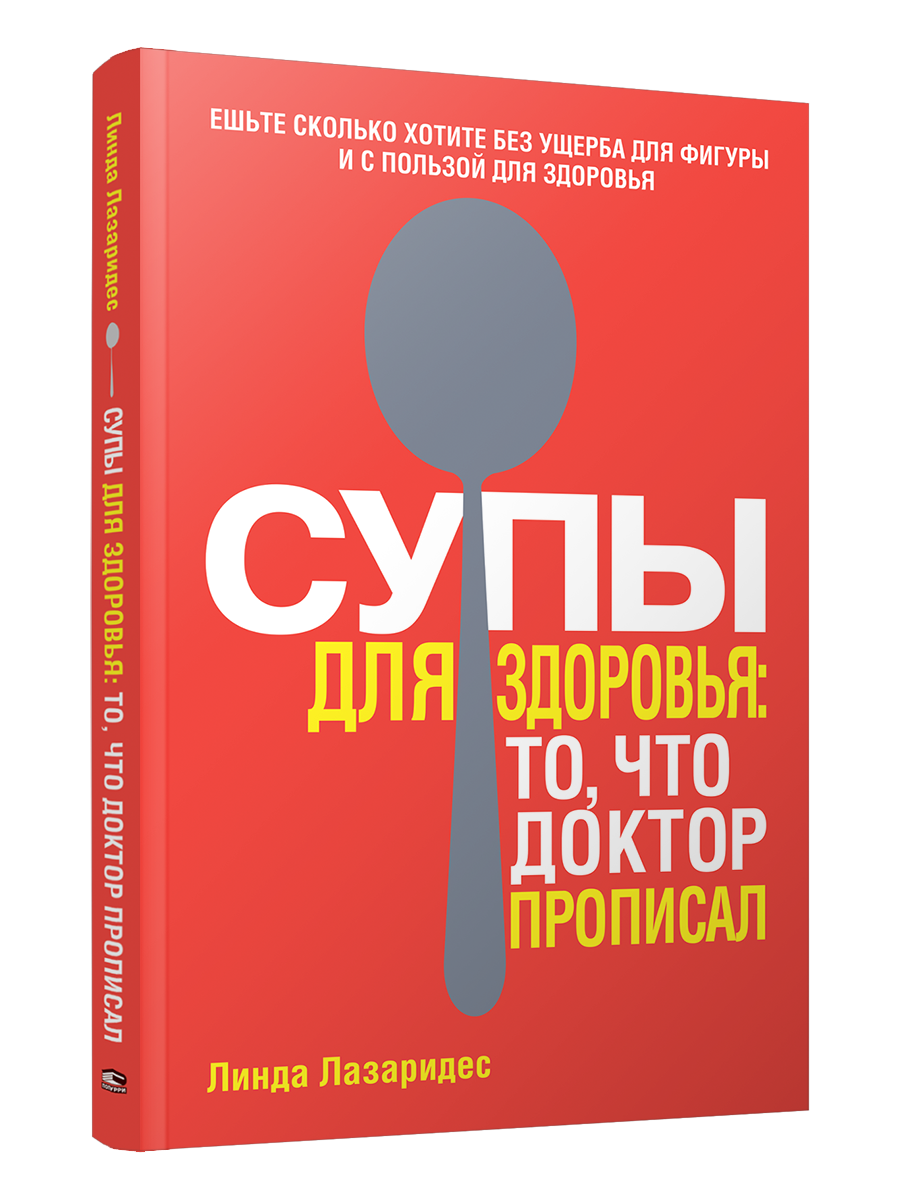 ЕШЬТЕ СКОЛЬКО ХОТИТЕ БЕЗ УЩЕРБА ДЛЯ ФИГУРЫ
И С ПОЛЬЗОЙ ДЛЯ ЗДОРОВЬЯ
СУПЫ
ДЛЯ ЗДОРОВЬЯ:
ТО, ЧТО
ДОКТОР
ПРОПИСАЛ
Линда Лазаридес
Линда Лазаридес СУПЫ ДЛЯ ЗДОРОВЬЯ: ТО, ЧТО ДОКТОР ПРОПИСАЛ
ПОПУРРИ